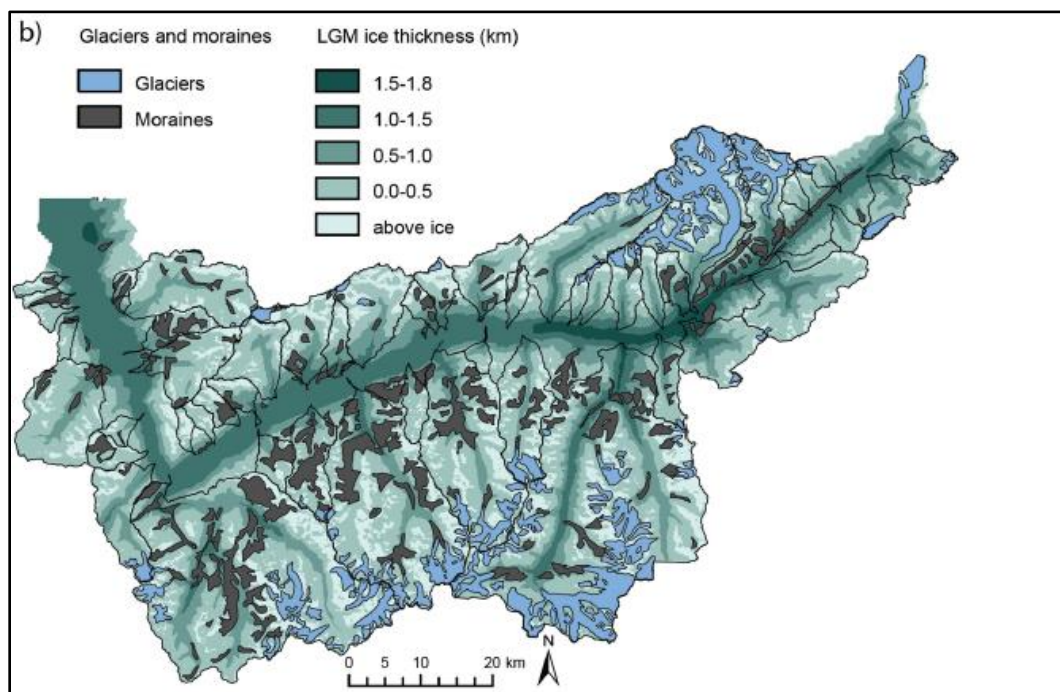 b)
Glaciers and moraines
Glaciers
Moraines
LGM ice thickness (km)
1.5-1.8
1.0-1.5
0.5-1.0
0.0-0.5
above ice
N
0 5 10 20 km